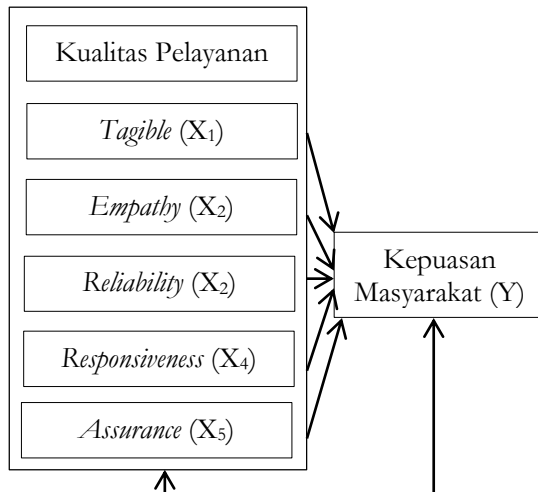 Kualitas Pelayanan
Tagible (X₁)
Empathy (X₂)
Reliability (X₂)
Responsiveness (X₄)
Assurance (X₅)
Kepuasan
Masyarakat (Y)